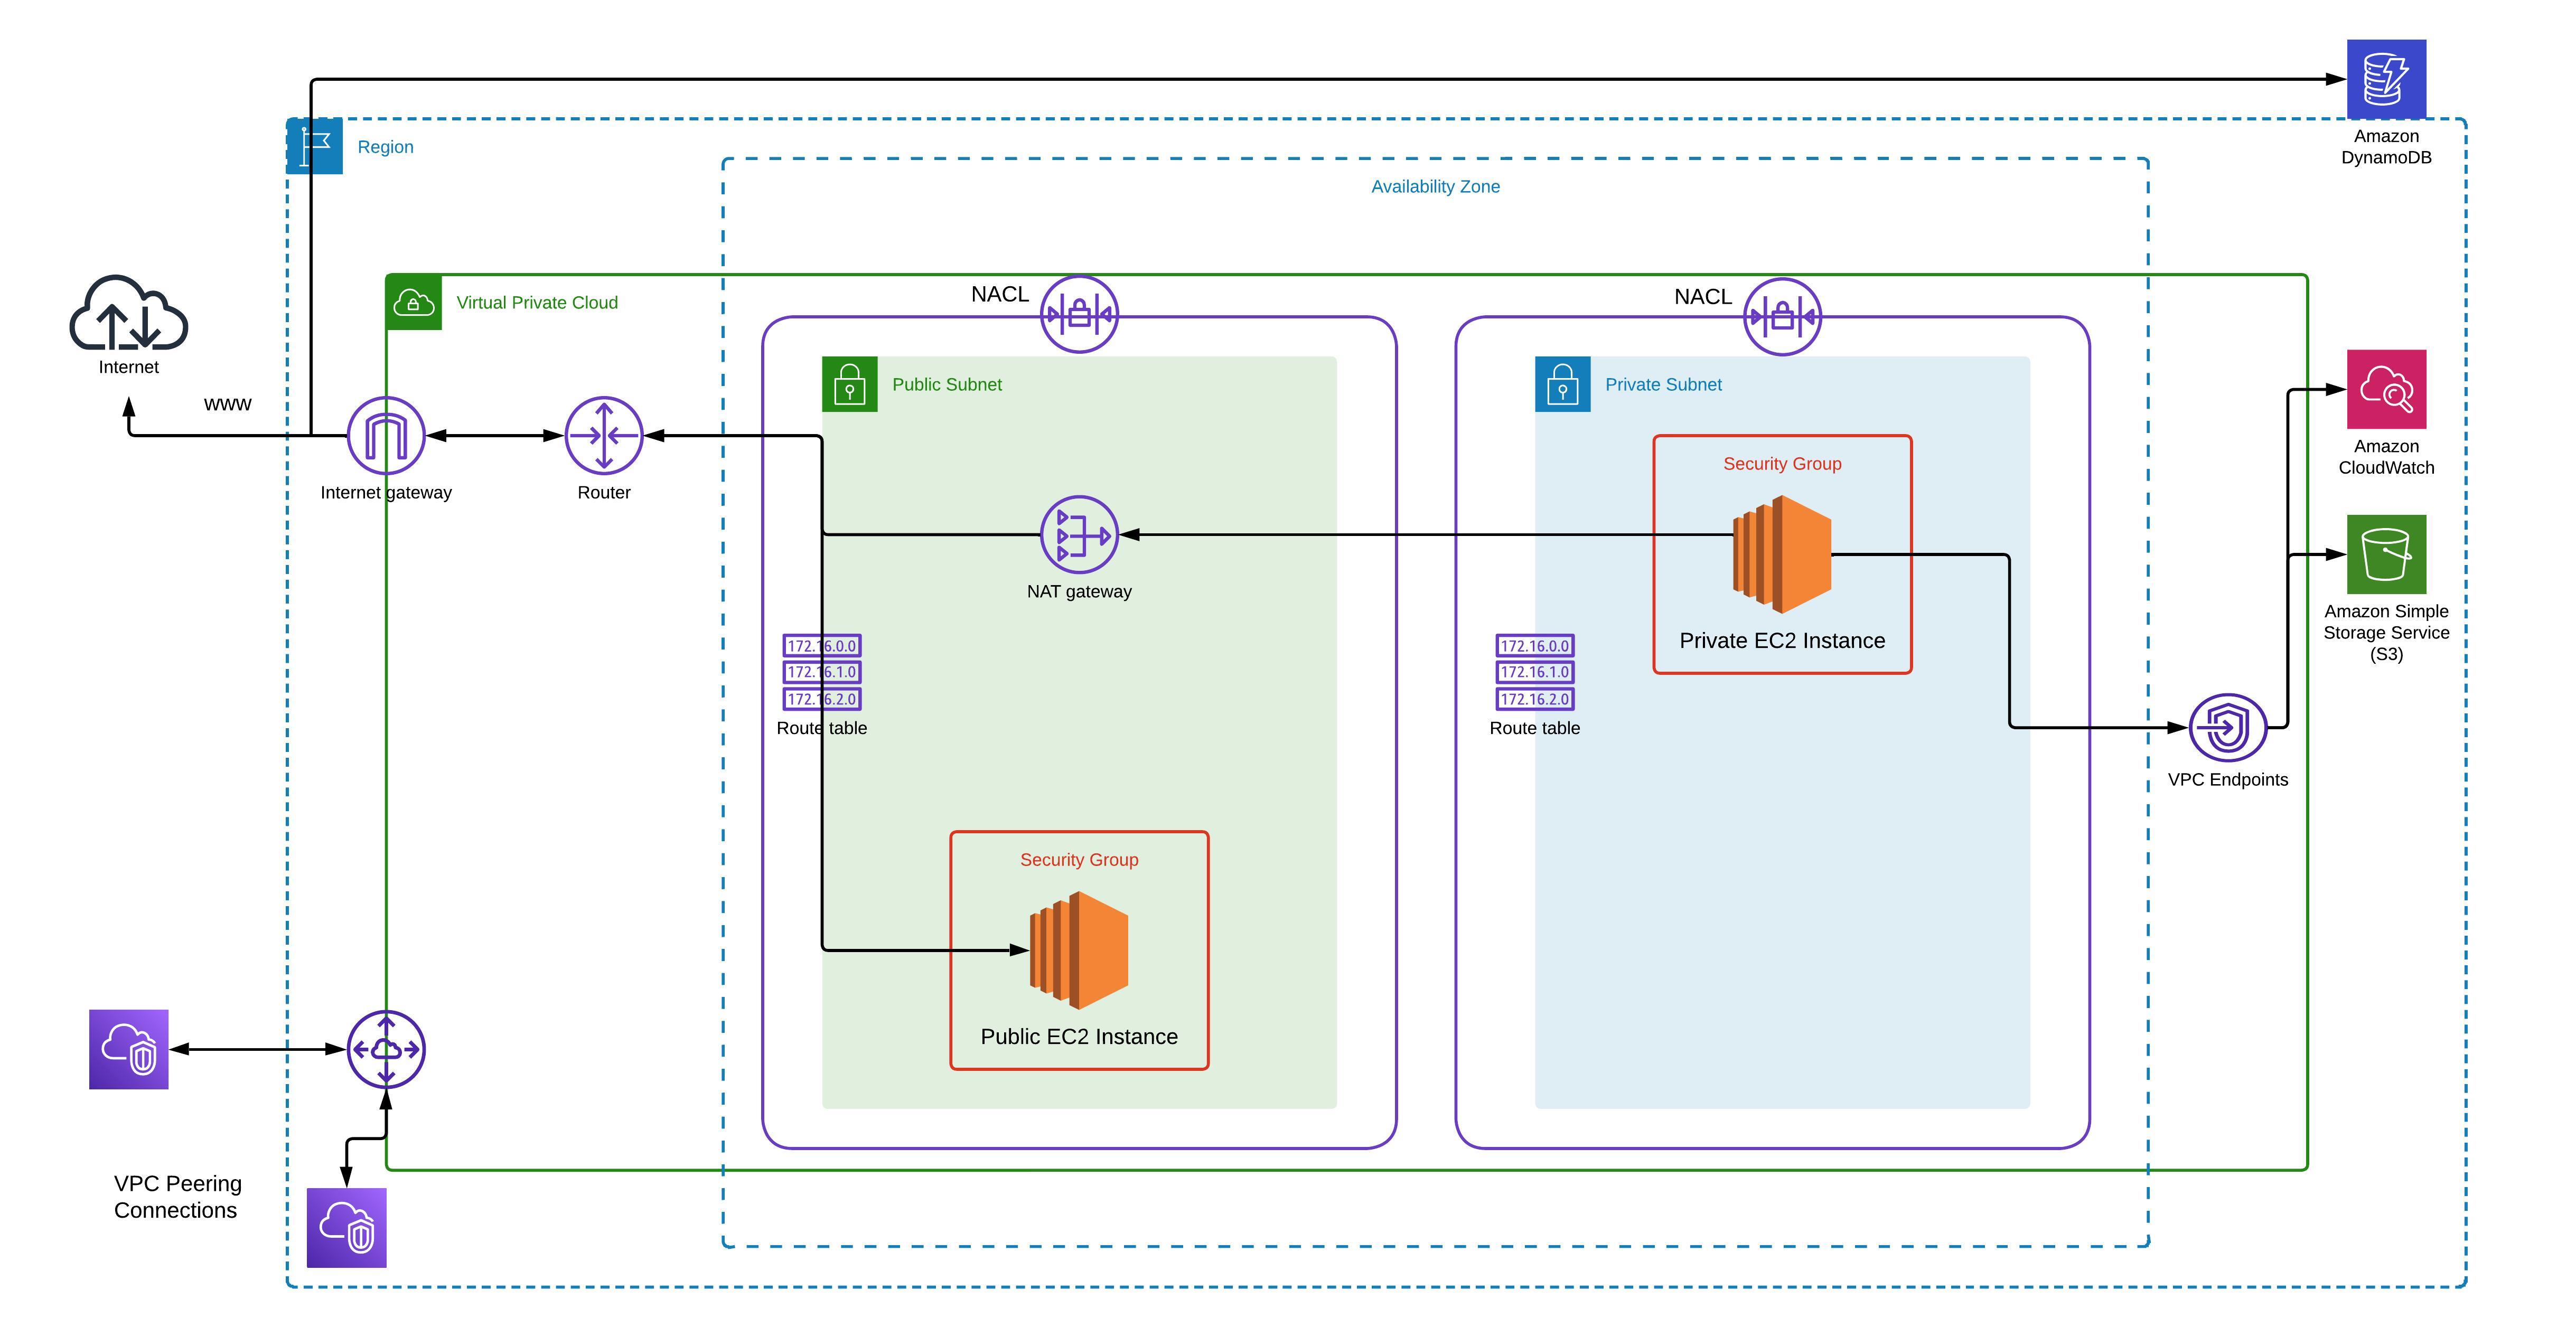 Amazon
DynamoDB
Region
Availability Zone
Internet
www
Virtual Private Cloud
NACL
NACL
Public Subnet
Private Subnet
Internet gateway
Router
Security Group
Amazon
CloudWatch
NAT gateway
Private EC2 Instance
Amazon Simple
Storage Service
(S3)
172.16.0.0
172.16.1.0
172.16.2.0
Route table
172.16.0.0
172.16.1.0
172.16.2.0
Route table
VPC Endpoints
Security Group
Public EC2 Instance
VPC Peering
Connections